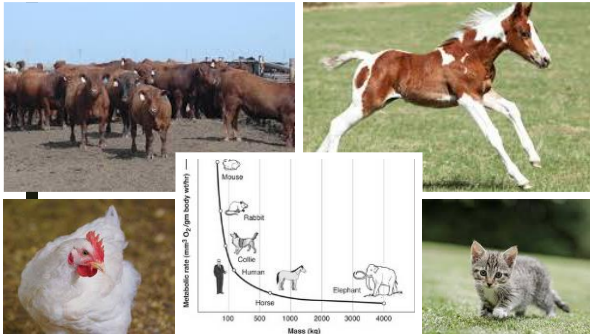 Metabolic rate (mm³ O₂/gm body wt/hr)
Mouse
Rabbit
Collie
Human
Horse
Elephant
100
500
1000
2000
3000
4000
Mass (kg)